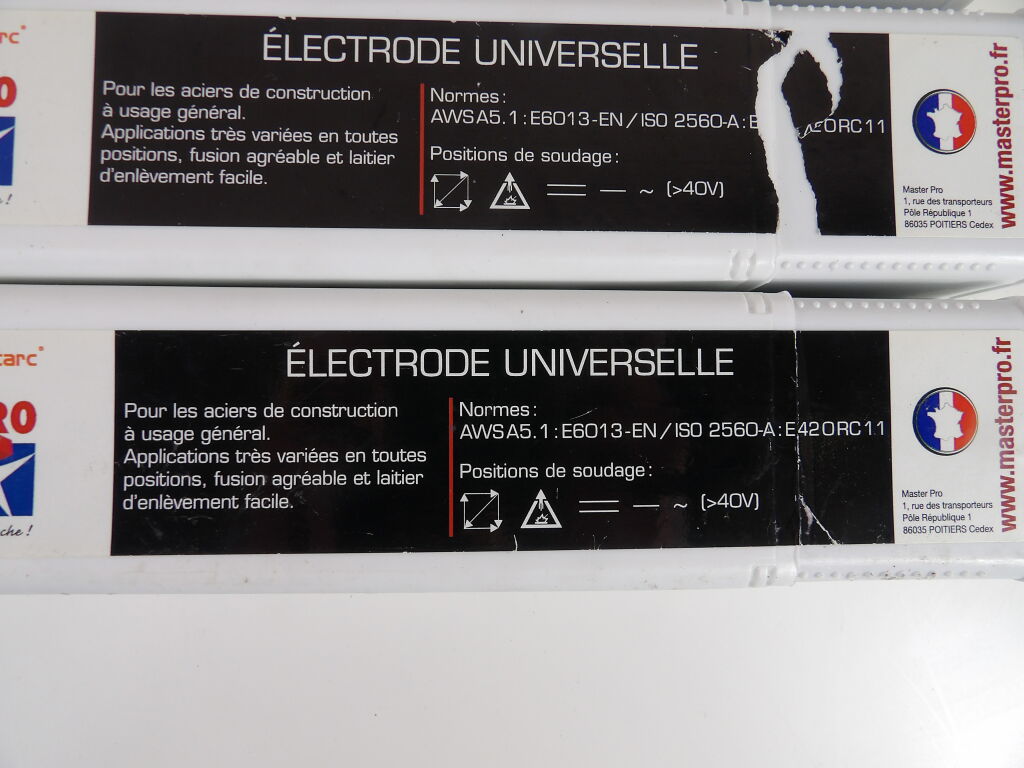 ÉLECTRODE UNIVERSELLE
Pour les aciers de construction
à usage général.
Applications très variées en toutes
positions, fusion agréable et laitier
d'enlèvement facile.
Normes :
AWS A5.1 : E6013-EN / ISO 2560-A : E 420RC11
Positions de soudage :
= — ~ (>40V)
Master Pro
1, rue des transporteurs
Pôle République 1
86035 POITIERS Cedex
www.masterpro.fr
arc°
RO
che !
ÉLECTRODE UNIVERSELLE
Pour les aciers de construction
à usage général.
Applications très variées en toutes
positions, fusion agréable et laitier
d'enlèvement facile.
Normes :
AWS A5.1 : E6013-EN / ISO 2560-A : E420RC11
Positions de soudage :
= — ~ (>40V)
Master Pro
1, rue des transporteurs
Pôle République 1
86035 POITIERS Cedex
www.masterpro.fr